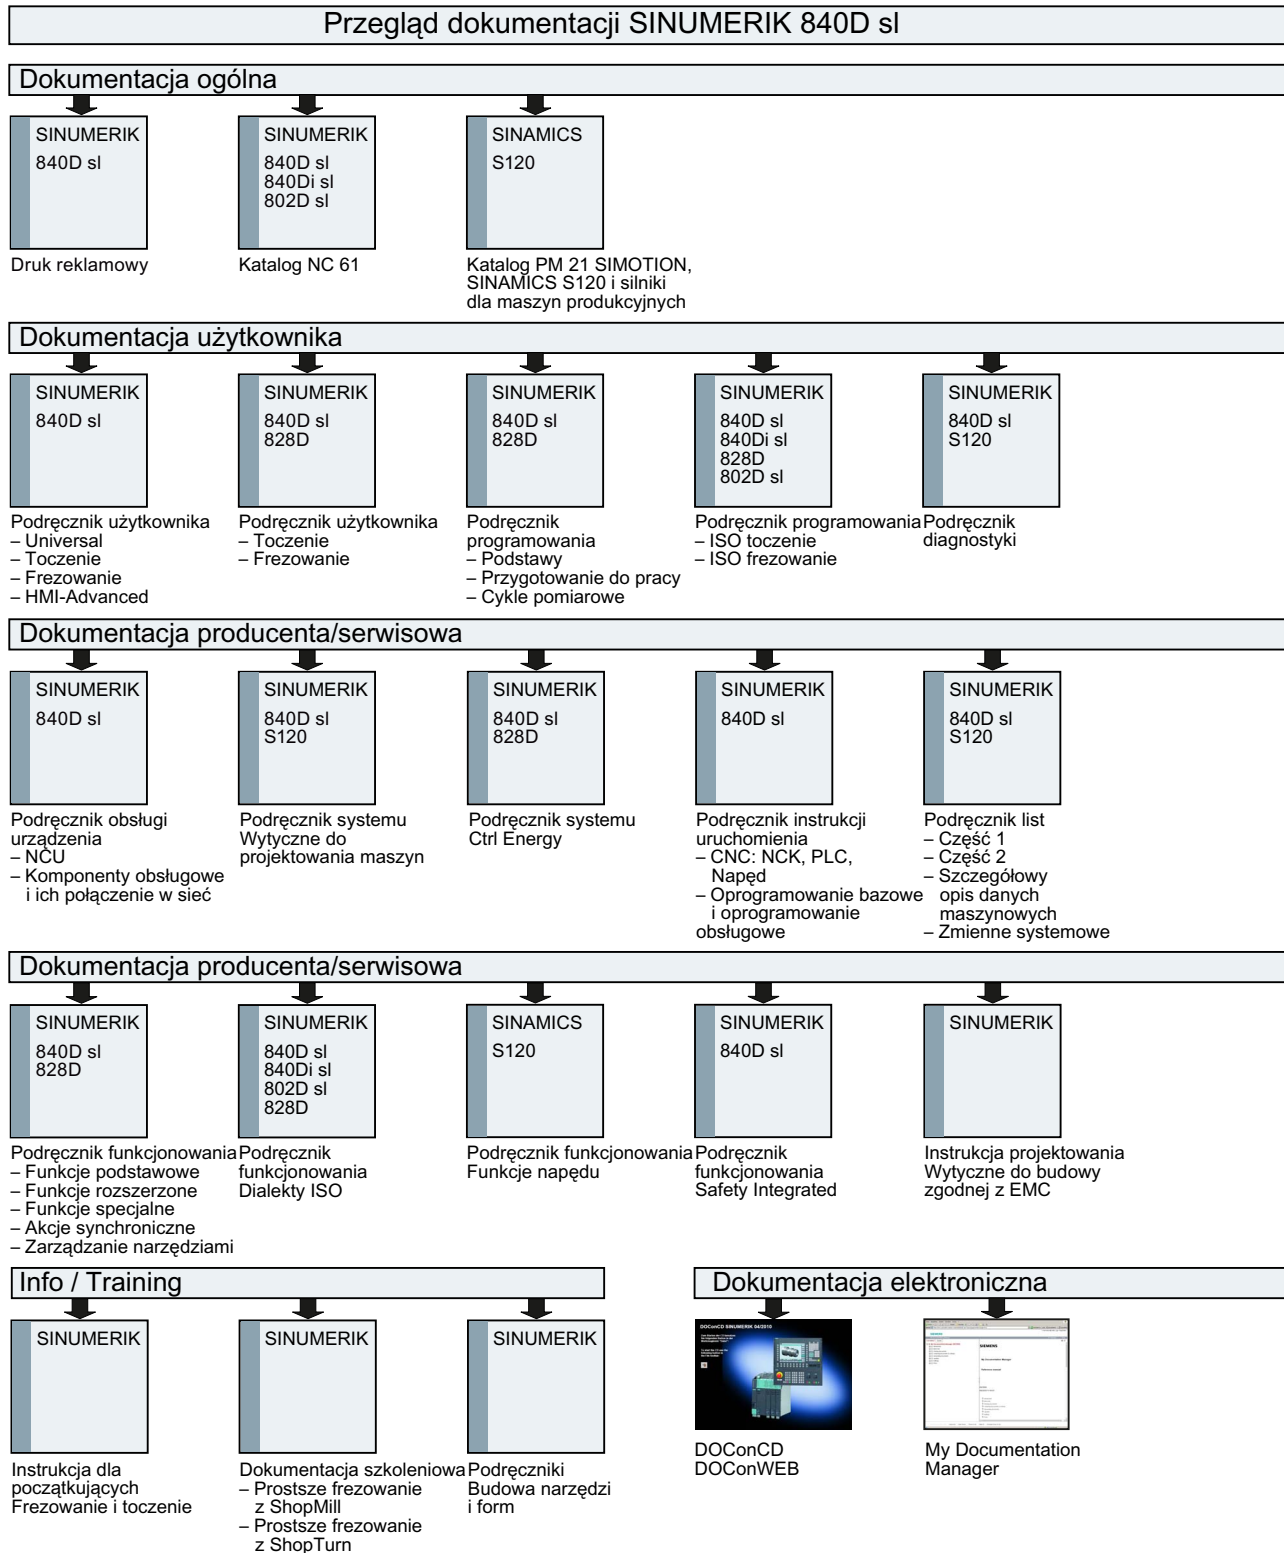 Przegląd dokumentacji SINUMERIK 840D sl
Dokumentacja ogólna
SINUMERIK
840D sl
Druk reklamowy
SINUMERIK
840D sl
840Di sl
802D sl
Katalog NC 61
SINAMICS
S120
Katalog PM 21 SIMOTION,
SINAMICS S120 i silniki
dla maszyn produkcyjnych
Dokumentacja użytkownika
SINUMERIK
840D sl
Podręcznik użytkownika
– Universal
– Toczenie
– Frezowanie
– HMI-Advanced
SINUMERIK
840D sl
828D
Podręcznik użytkownika
– Toczenie
– Frezowanie
SINUMERIK
840D sl
828D
Podręcznik
programowania
– Podstawy
– Przygotowanie do pracy
– Cykle pomiarowe
SINUMERIK
840D sl
840Di sl
828D
802D sl
Podręcznik programowania
– ISO toczenie
– ISO frezowanie
SINUMERIK
840D sl
S120
Podręcznik
diagnostyki
Dokumentacja producenta/serwisowa
SINUMERIK
840D sl
Podręcznik obsługi
urządzenia
– NCU
– Komponenty obsługowe
i ich połączenie w sieć
SINUMERIK
840D sl
S120
Podręcznik systemu
Wytyczne do
projektowania maszyn
SINUMERIK
840D sl
828D
Podręcznik systemu
Ctrl Energy
SINUMERIK
840D sl
Podręcznik instrukcji
uruchomienia
– CNC: NCK, PLC,
Napęd
– Oprogramowanie bazowe
i oprogramowanie
obsługowe
SINUMERIK
840D sl
S120
Podręcznik list
– Część 1
– Część 2
– Szczegółowy
opis danych
maszynowych
– Zmienne systemowe
Dokumentacja producenta/serwisowa
SINUMERIK
840D sl
828D
Podręcznik funkcjonowania
– Funkcje podstawowe
– Funkcje rozszerzone
– Funkcje specjalne
– Akcje synchroniczne
– Zarządzanie narzędziami
SINUMERIK
840D sl
840Di sl
802D sl
828D
Podręcznik
funkcjonowania
Dialekty ISO
SINAMICS
S120
Podręcznik funkcjonowania
Funkcje napędu
SINUMERIK
840D sl
Podręcznik
funkcjonowania
Safety Integrated
SINUMERIK
Instrukcja projektowania
Wytyczne do budowy
zgodnej z EMC
Info / Training
SINUMERIK
Instrukcja dla
początkujących
Frezowanie i toczenie
SINUMERIK
Dokumentacja szkoleniowa
– Prostsze frezowanie
z ShopMill
– Prostsze frezowanie
z ShopTurn
SINUMERIK
Podręczniki
Budowa narzędzi
i form
Dokumentacja elektroniczna
DOConCD SINUMERIK 04/2010
DOConCD
DOConWEB
SIEMENS
My Documentation Manager
My Documentation
Manager